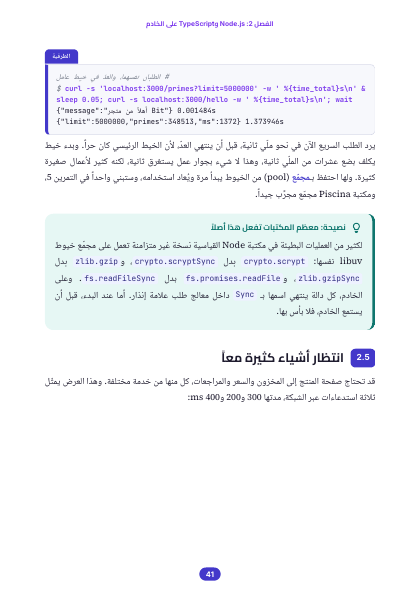 الفصل 2: Node.js وTypeScript على الخادم
الطرفية
# الطلبان نفسهما، والعد في خيط عامل
$ curl -s 'localhost:3000/primes?limit=5000000' -w ' %{time_total}s\n' &
sleep 0.05; curl -s localhost:3000/hello -w ' %{time_total}s\n'; wait
{"message":"أهلاً من متجر Bit"} 0.001484s
{"limit":5000000,"primes":348513,"ms":1372} 1.373946s
يرد الطلب السريع الآن في نحو ملّي ثانية، قبل أن ينتهي العدّ، لأن الخيط الرئيسي كان حراً. وبدء خيط
يكلف بضع عشرات من الملّي ثانية، وهذا لا شيء بجوار عمل يستغرق ثانية، لكنه كثير لأعمال صغيرة
كثيرة. ولها احتفظ بمجمّع (pool) من الخيوط يبدأ مرة ويُعاد استخدامه، وستبني واحداً في التمرين 5،
ومكتبة Piscina مجمّع مجرَّب جيداً.
نصيحة: معظم المكتبات تفعل هذا أصلاً
لكثير من العمليات البطيئة في مكتبة Node القياسية نسخة غير متزامنة تعمل على مجمّع خيوط
libuv نفسها: crypto.scrypt بدل crypto.scryptSync، و zlib.gzip بدل
zlib.gzipSync، و fs.promises.readFile بدل fs.readFileSync. وعلى
الخادم، كل دالة ينتهي اسمها بـ Sync داخل معالج طلب علامة إنذار. أما عند البدء، قبل أن
يستمع الخادم، فلا بأس بها.
2.5 انتظار أشياء كثيرة معاً
قد تحتاج صفحة المنتج إلى المخزون والسعر والمراجعات، كل منها من خدمة مختلفة. وهذا العرض يمثّل
ثلاثة استدعاءات عبر الشبكة، مدتها 300 و200 و400 ms:
41